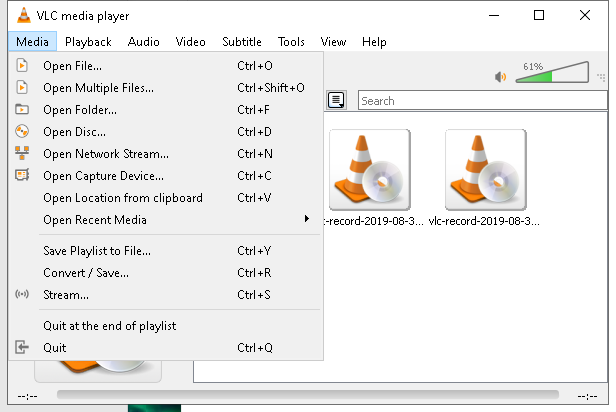 VLC media player
Media Playback Audio Video Subtitle Tools View Help
Open File... Ctrl+O
Open Multiple Files... Ctrl+Shift+O
Open Folder... Ctrl+F
Open Disc... Ctrl+D
Open Network Stream... Ctrl+N
Open Capture Device... Ctrl+C
Open Location from clipboard Ctrl+V
Open Recent Media
Save Playlist to File... Ctrl+Y
Convert / Save... Ctrl+R
Stream... Ctrl+S
Quit at the end of playlist
Quit Ctrl+Q
61%
Search
-record-2019-08-3... vlc-record-2019-08-3...
--:-- --:--